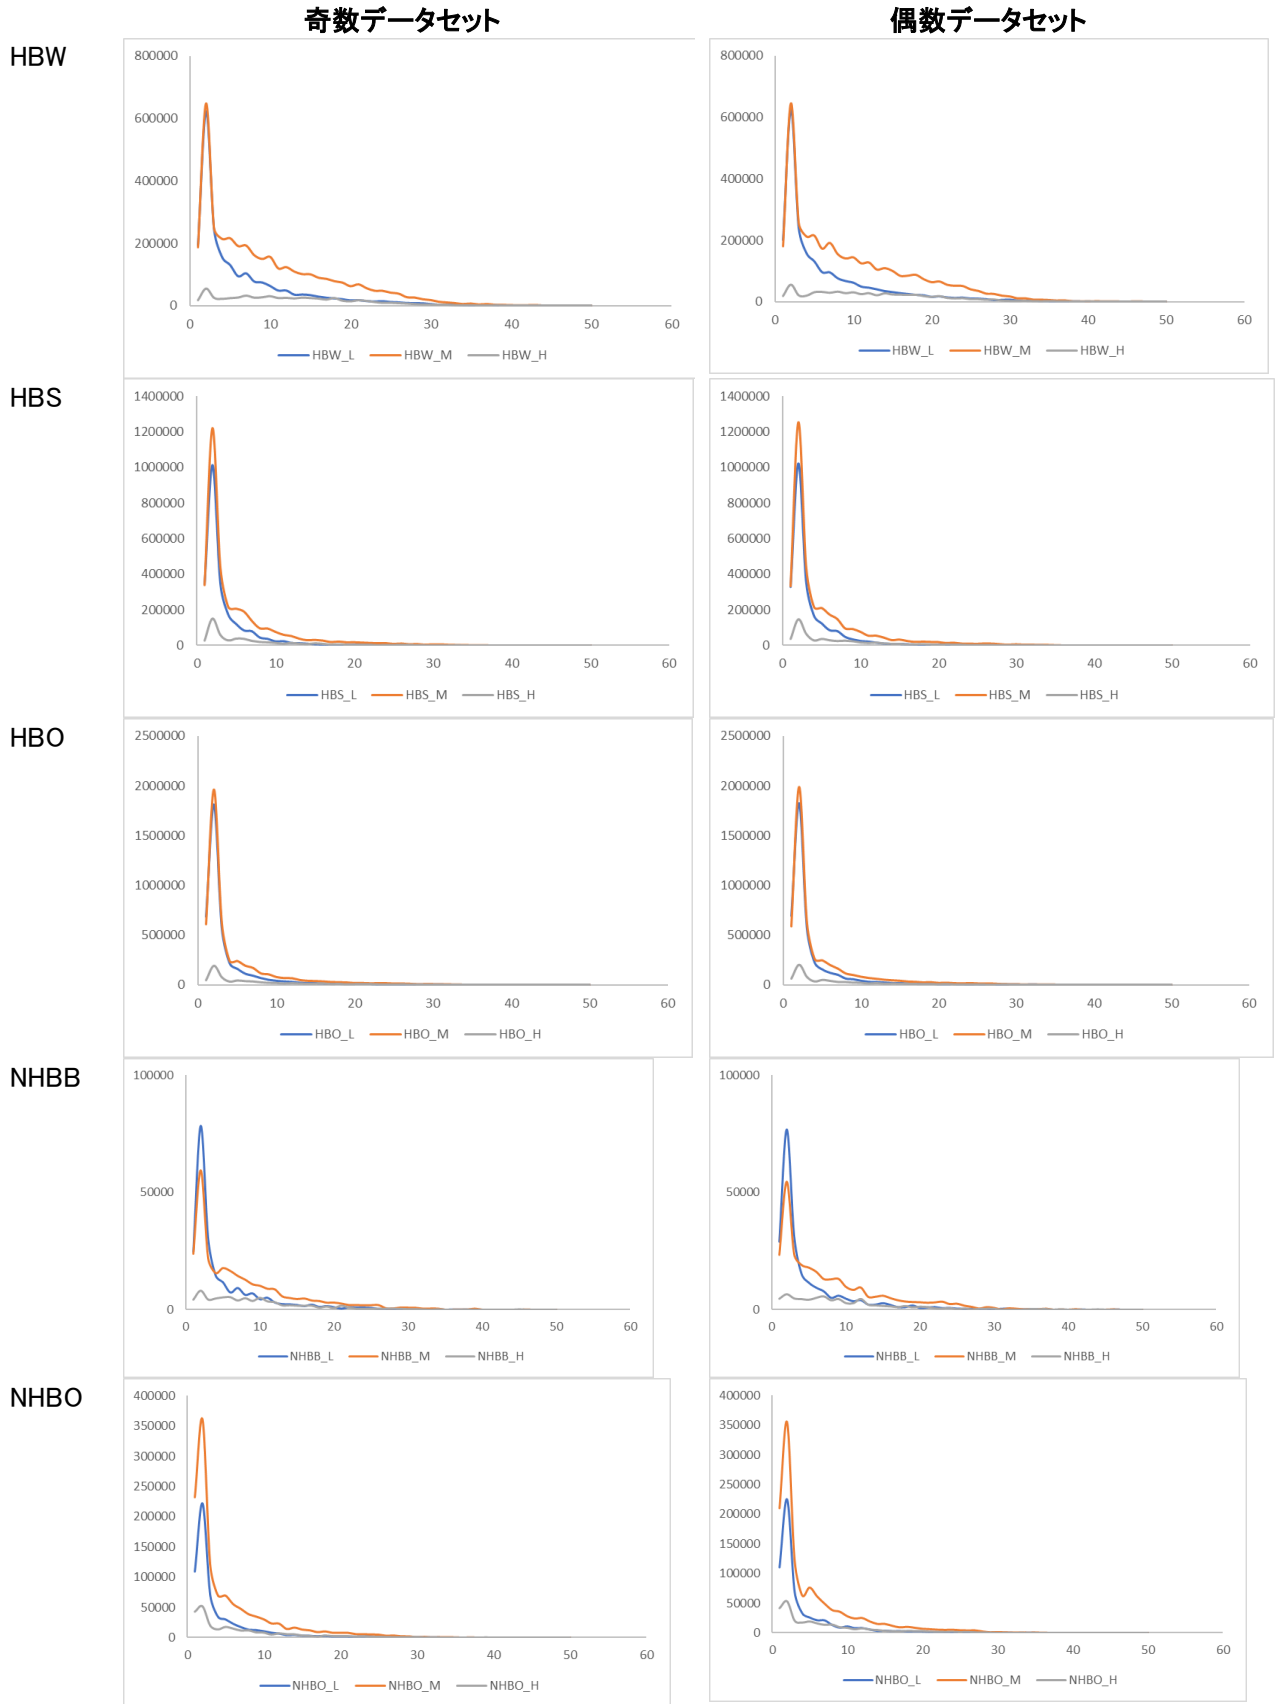 奇数データセット 偶数データセット
HBW
800000
600000
400000
200000
0
0 10 20 30 40 50 60
HBW_L HBW_M HBW_H
800000
600000
400000
200000
0
0 10 20 30 40 50 60
HBW_L HBW_M HBW_H
HBS
1400000
1200000
1000000
800000
600000
400000
200000
0
0 10 20 30 40 50 60
HBS_L HBS_M HBS_H
1400000
1200000
1000000
800000
600000
400000
200000
0
0 10 20 30 40 50 60
HBS_L HBS_M HBS_H
HBO
2500000
2000000
1500000
1000000
500000
0
0 10 20 30 40 50 60
HBO_L HBO_M HBO_H
2500000
2000000
1500000
1000000
500000
0
0 10 20 30 40 50 60
HBO_L HBO_M HBO_H
NHBB
100000
50000
0
0 10 20 30 40 50 60
NHBB_L NHBB_M NHBB_H
100000
50000
0
0 10 20 30 40 50 60
NHBB_L NHBB_M NHBB_H
NHBO
400000
350000
300000
250000
200000
150000
100000
50000
0
0 10 20 30 40 50 60
NHBO_L NHBO_M NHBO_H
400000
350000
300000
250000
200000
150000
100000
50000
0
0 10 20 30 40 50 60
NHBO_L NHBO_M NHBO_H